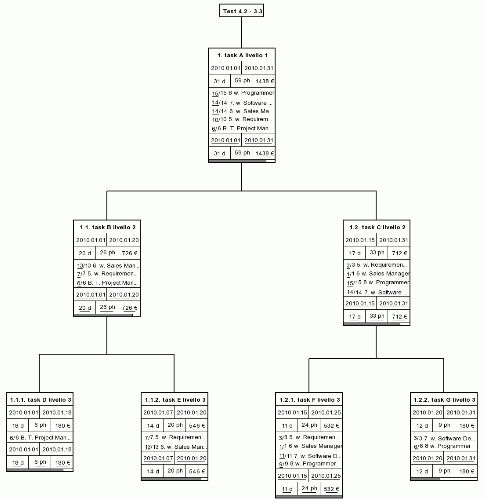 Test 4.2 - 3.3
1. task A livello 1
2010.01.01 2010.01.31
31 d 59 ph 1438 €
15/15 8 w. Programmer
14/14 7. w. Software ...
14/14 6 w. Sales Ma...
10/10 5. w. Requirem...
6/6 B. T. Project Man...
2010.01.01 2010.01.31
31 d 59 ph 1438 €
1.1. task B livello 2
2010.01.01 2010.01.20
20 d 26 ph 726 €
13/13 6. w. Sales Man...
7/7 5. w. Requiremen...
6/6 B. T. Project Man...
2010.01.01 2010.01.20
20 d 26 ph 726 €
1.2. task C livello 2
2010.01.15 2010.01.31
17 d 33 ph 712 €
3/3 5. w. Requiremen...
1/1 6 w. Sales Manager
15/15 8 w. Programmer
14/14 7. w. Software ...
2010.01.15 2010.01.31
17 d 33 ph 712 €
1.1.1. task D livello 3
2010.01.01 2010.01.18
18 d 6 ph 180 €
6/6 B. T. Project Man...
2010.01.01 2010.01.18
18 d 6 ph 180 €
1.1.2. task E livello 3
2010.01.07 2010.01.20
14 d 20 ph 546 €
7/7 5. w. Requiremen...
13/13 6. w. Sales Man...
2010.01.07 2010.01.20
14 d 20 ph 546 €
1.2.1. task F livello 3
2010.01.15 2010.01.25
11 d 24 ph 532 €
3/3 5. w. Requiremen...
1/1 6 w. Sales Manager
11/11 7. w. Software D...
9/9 8 w. Programmer
2010.01.15 2010.01.25
11 d 24 ph 532 €
1.2.2. task G livello 3
2010.01.20 2010.01.31
12 d 9 ph 180 €
3/3 7. w. Software De...
6/6 8 w. Programmer
2010.01.20 2010.01.31
12 d 9 ph 180 €